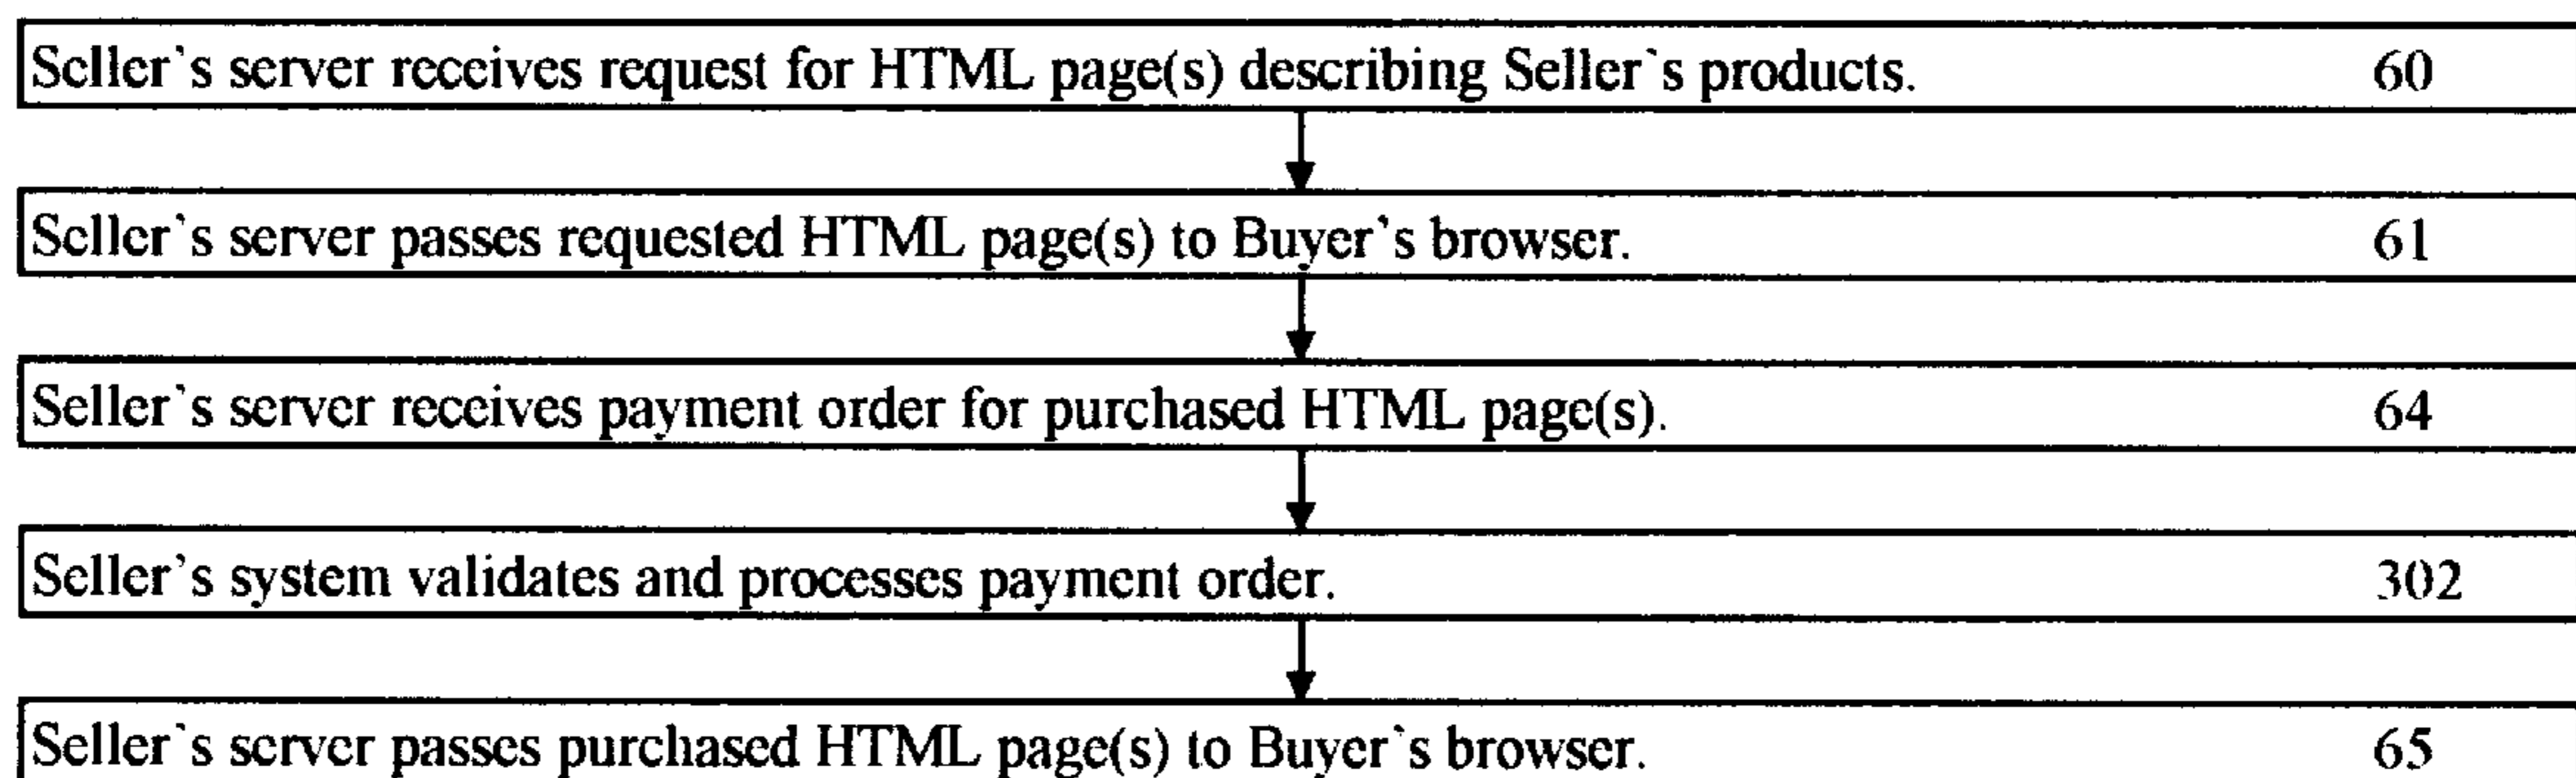 Seller's server receives request for HTML page(s) describing Seller's products. 60
Seller's server passes requested HTML page(s) to Buyer's browser. 61
Seller's server receives payment order for purchased HTML page(s). 64
Seller's system validates and processes payment order. 302
Seller's server passes purchased HTML page(s) to Buyer's browser. 65